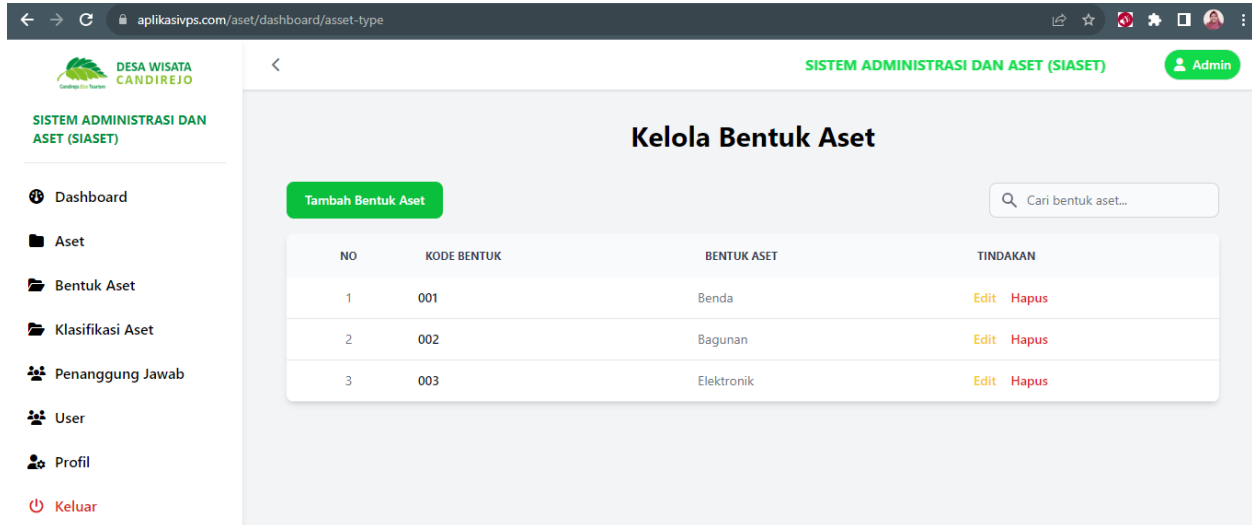 aplikasivps.com/aset/dashboard/asset-type
DESA WISATA
CANDIREJO
Candirejo Eco Tourism
SISTEM ADMINISTRASI DAN ASET (SIASET)
Admin
SISTEM ADMINISTRASI DAN
ASET (SIASET)
Dashboard
Aset
Bentuk Aset
Klasifikasi Aset
Penanggung Jawab
User
Profil
Keluar
Kelola Bentuk Aset
Tambah Bentuk Aset
Cari bentuk aset...
NO KODE BENTUK BENTUK ASET TINDAKAN
1 001 Benda Edit Hapus
2 002 Bagunan Edit Hapus
3 003 Elektronik Edit Hapus